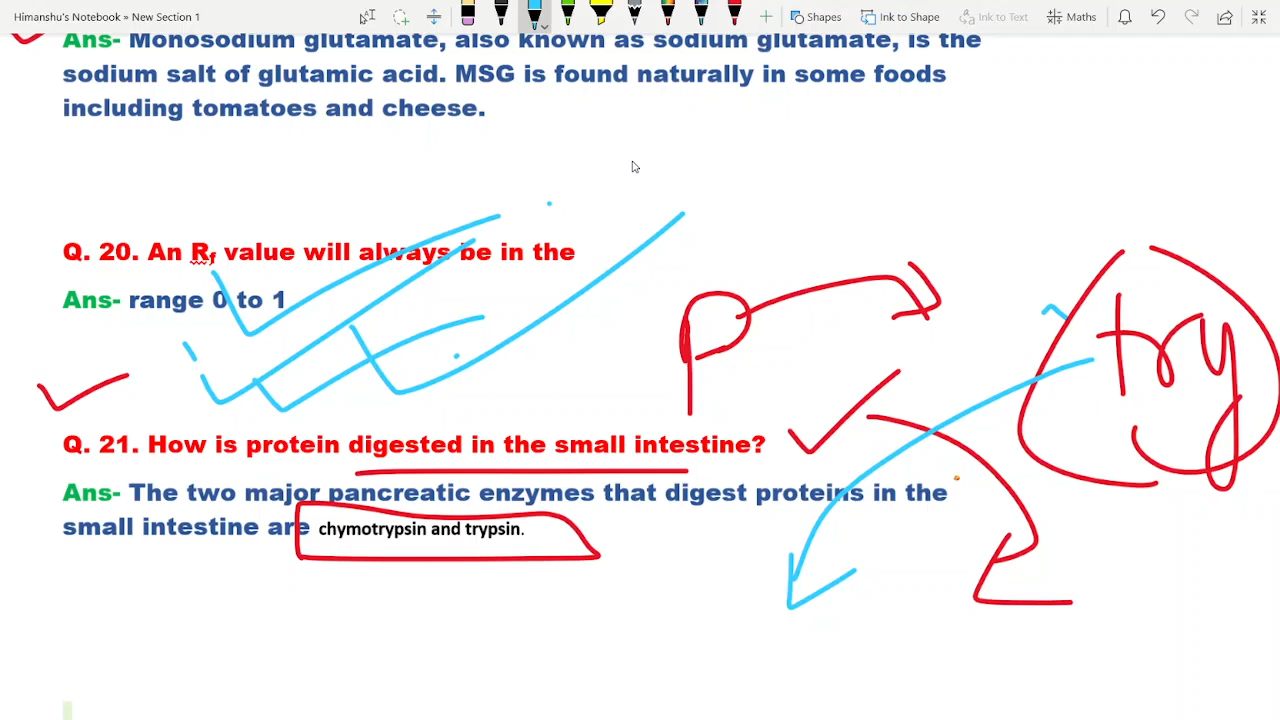 Himanshu's Notebook » New Section 1
Shapes Ink to Shape Ink to Text Maths
Ans- Monosodium glutamate, also known as sodium glutamate, is the
sodium salt of glutamic acid. MSG is found naturally in some foods
including tomatoes and cheese.
Q. 20. An Rf value will always be in the
Ans- range 0 to 1
P
try
Q. 21. How is protein digested in the small intestine?
Ans- The two major pancreatic enzymes that digest proteins in the
small intestine are chymotrypsin and trypsin.